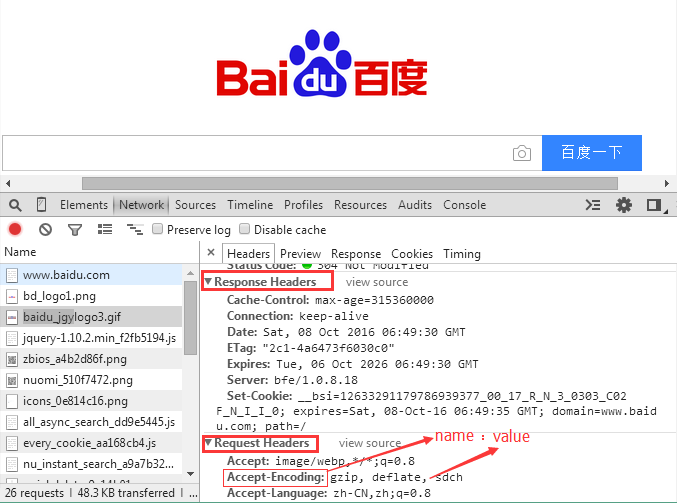 Bai du 百度
百度一下
Elements Network Sources Timeline Profiles Resources Audits Console
Preserve log Disable cache
Name
× Headers Preview Response Cookies Timing
www.baidu.com
bd_logo1.png
baidu_jgylogo3.gif
jquery-1.10.2.min_f2fb5194.js
zbios_a4b2d86f.png
nuomi_510f7472.png
icons_0e814c16.png
all_async_search_dd9e5445.js
every_cookie_aa168cb4.js
nu_instant_search_a9a7b32...
26 requests | 48.3 KB transferred | ...
Status Code: 304 Not Modified
Response Headers view source
Cache-Control: max-age=315360000
Connection: keep-alive
Date: Sat, 08 Oct 2016 06:49:30 GMT
ETag: "2c1-4a6473f6030c0"
Expires: Tue, 06 Oct 2026 06:49:30 GMT
Server: bfe/1.0.8.18
Set-Cookie: __bsi=12633291179786939377_00_17_R_N_3_0303_C02
F_N_I_I_0; expires=Sat, 08-Oct-16 06:49:35 GMT; domain=www.baid
u.com; path=/
Request Headers view source
name：value
Accept: image/webp,*/*;q=0.8
Accept-Encoding: gzip, deflate, sdch
Accept-Language: zh-CN,zh;q=0.8